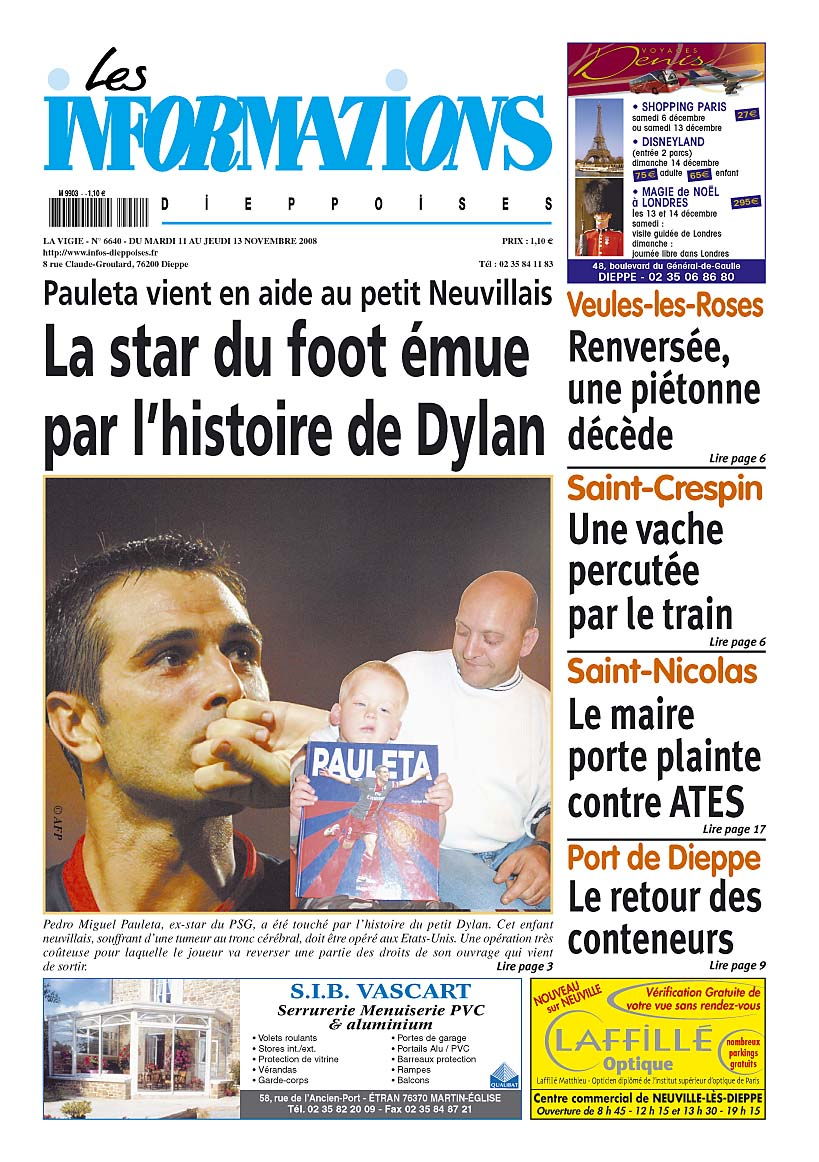 Les
INFORMATIONS
DIEPPOISES
M 9903 - 1,10 €
LA VIGIE - N° 6640 - DU MARDI 11 AU JEUDI 13 NOVEMBRE 2008
PRIX : 1,10 €
http://www.infos-dieppoises.fr
8 rue Claude-Groulard, 76200 Dieppe
Tél : 02 35 84 11 83
VOYAGES
Denis
• SHOPPING PARIS
samedi 6 décembre
ou samedi 13 décembre
27€
• DISNEYLAND
(entrée 2 parcs)
dimanche 14 décembre
75€ adulte 65€ enfant
• MAGIE de NOËL
à LONDRES
295€
les 13 et 14 décembre
samedi :
visite guidée de Londres
dimanche :
journée libre dans Londres
48, boulevard du Général-de-Gaulle
DIEPPE - 02 35 06 86 80
Pauleta vient en aide au petit Neuvillais
La star du foot émue
par l'histoire de Dylan
© AFP
PAULETA
Pedro Miguel Pauleta, ex-star du PSG, a été touché par l'histoire du petit Dylan. Cet enfant
neuvillais, souffrant d'une tumeur au tronc cérébral, doit être opéré aux Etats-Unis. Une opération très
coûteuse pour laquelle le joueur va reverser une partie des droits de son ouvrage qui vient
de sortir.
Lire page 3
Veules-les-Roses
Renversée,
une piétonne
décède
Lire page 6
Saint-Crespin
Une vache
percutée
par le train
Lire page 6
Saint-Nicolas
Le maire
porte plainte
contre ATES
Lire page 17
Port de Dieppe
Le retour des
conteneurs
Lire page 9
S.I.B. VASCART
Serrurerie Menuiserie PVC
& aluminium
• Volets roulants
• Stores int./ext.
• Protection de vitrine
• Vérandas
• Garde-corps
• Portes de garage
• Portails Alu / PVC
• Barreaux protection
• Rampes
• Balcons
QUALIBAT
58, rue de l'Ancien-Port - ÉTRAN 76370 MARTIN-ÉGLISE
Tél. 02 35 82 20 09 - Fax 02 35 84 87 21
NOUVEAU
sur NEUVILLE
Vérification Gratuite de
votre vue sans rendez-vous
LAFFILLÉ
Optique
nombreux
parkings
gratuits
Laffillé Matthieu - Opticien diplômé de l'institut supérieur d'optique de Paris
Centre commercial de NEUVILLE-LÈS-DIEPPE
Ouverture de 8 h 45 - 12 h 15 et 13 h 30 - 19 h 15